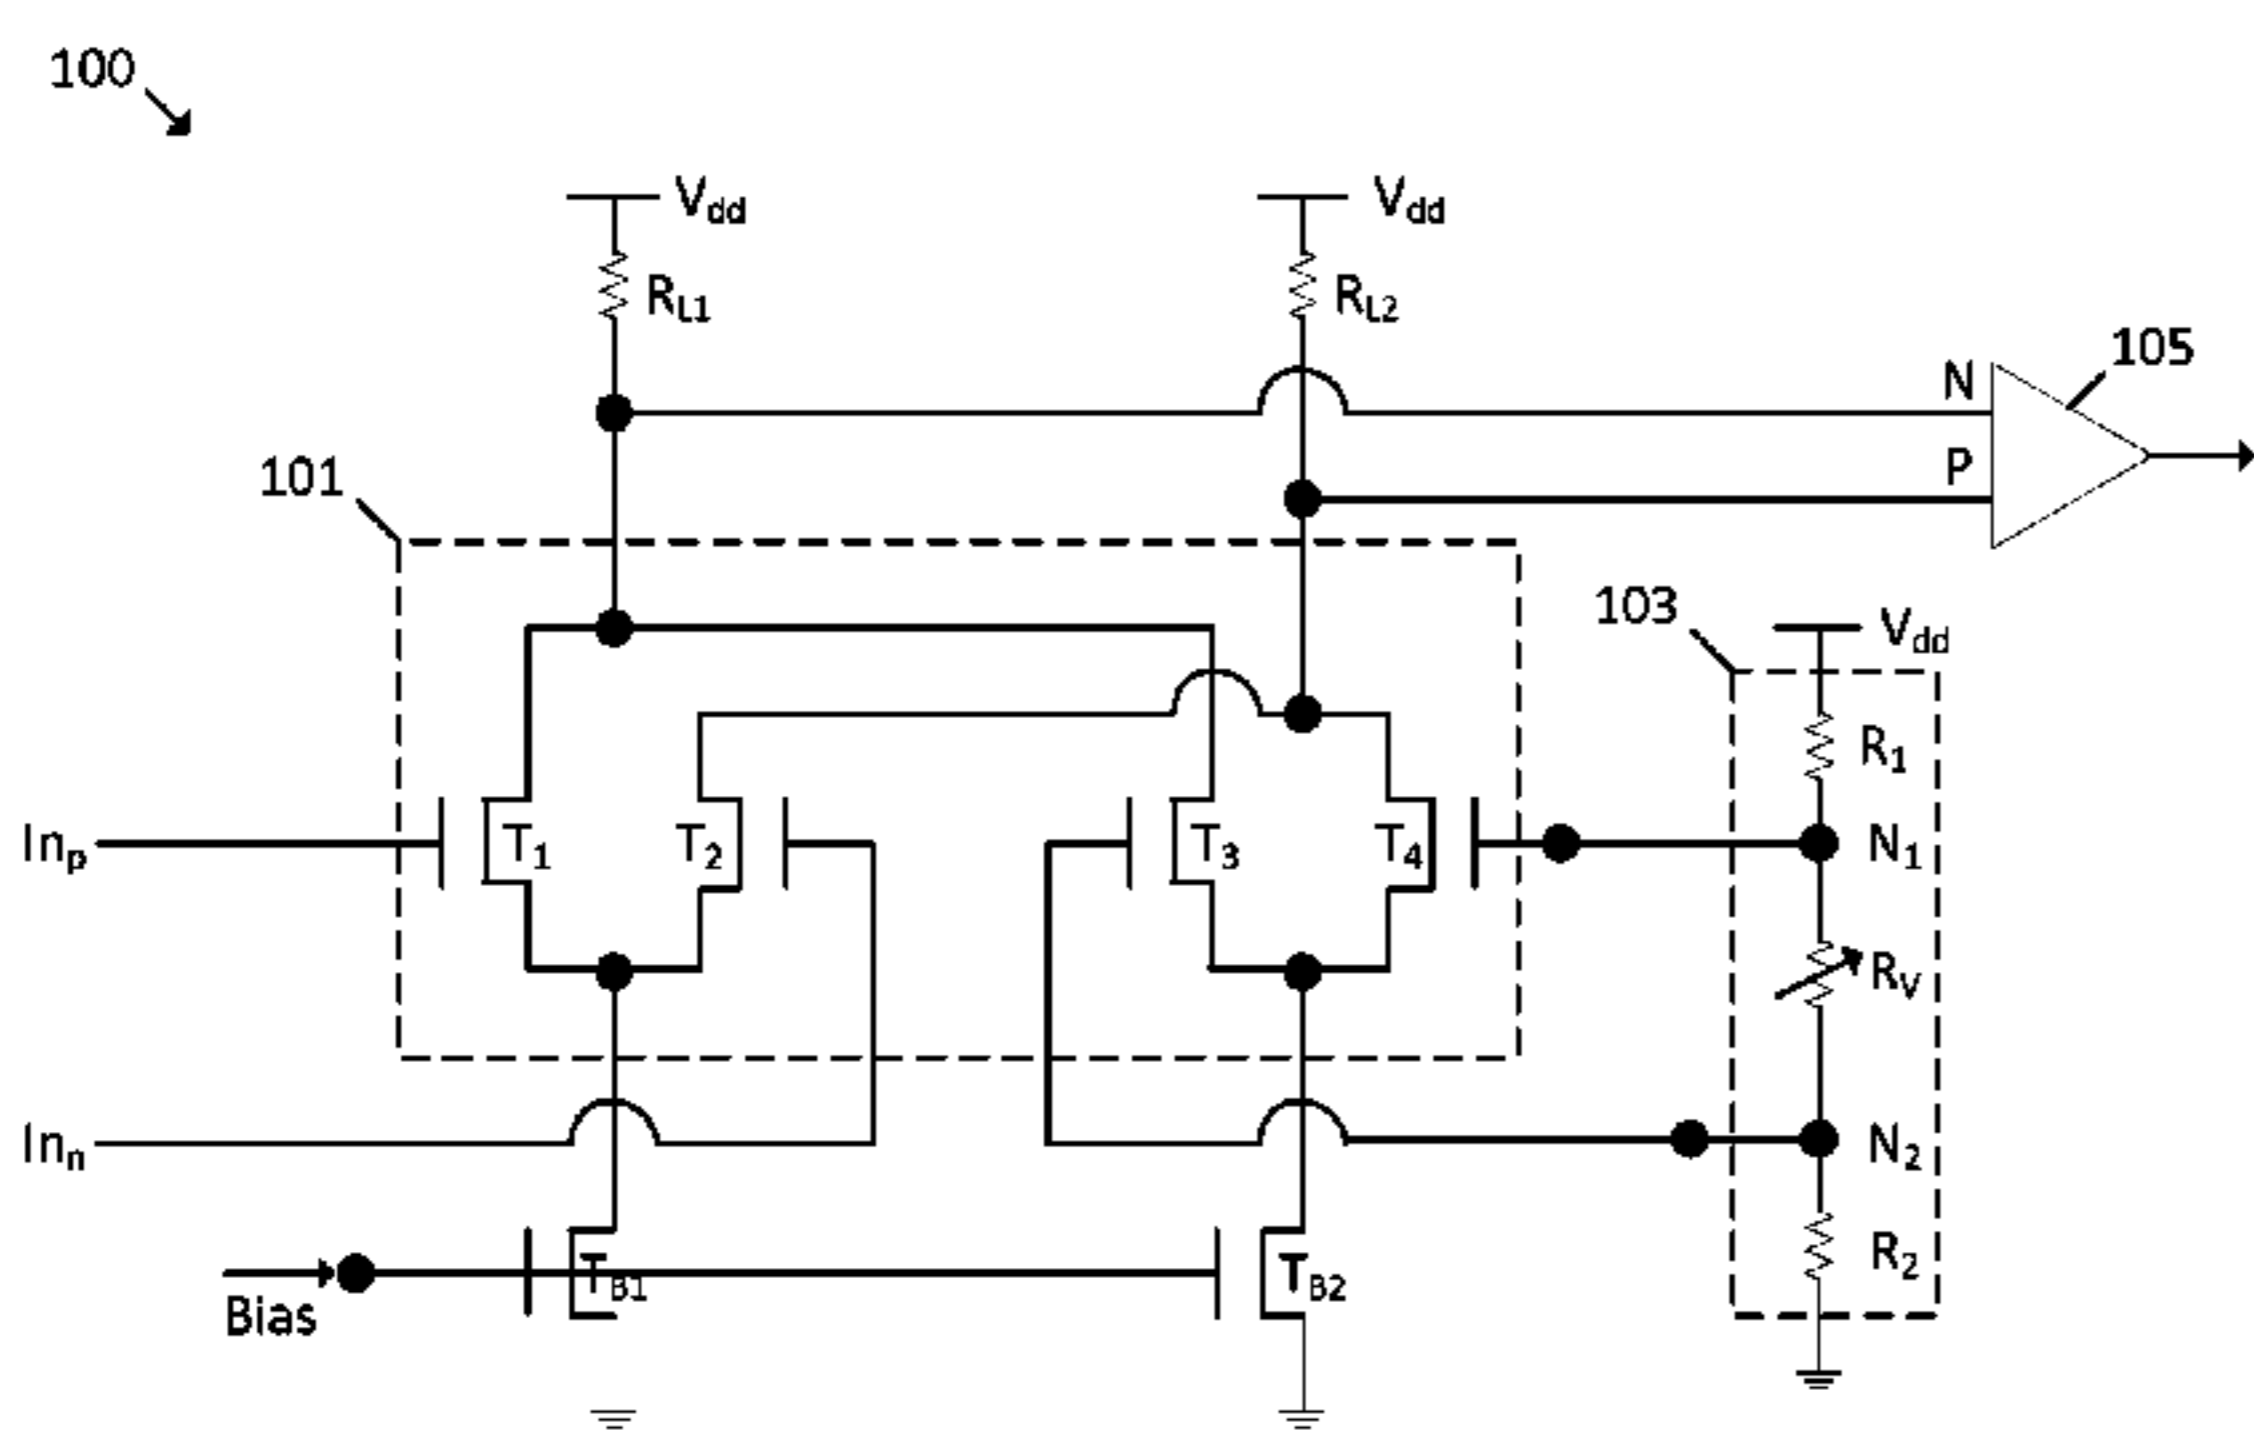 100
Vdd Vdd
RL1 RL2
105
N
P
101
103
Vdd
R1
Inp T1 T2 T3 T4 N1
RV
Inn N2
R2
TB1 TB2
Bias